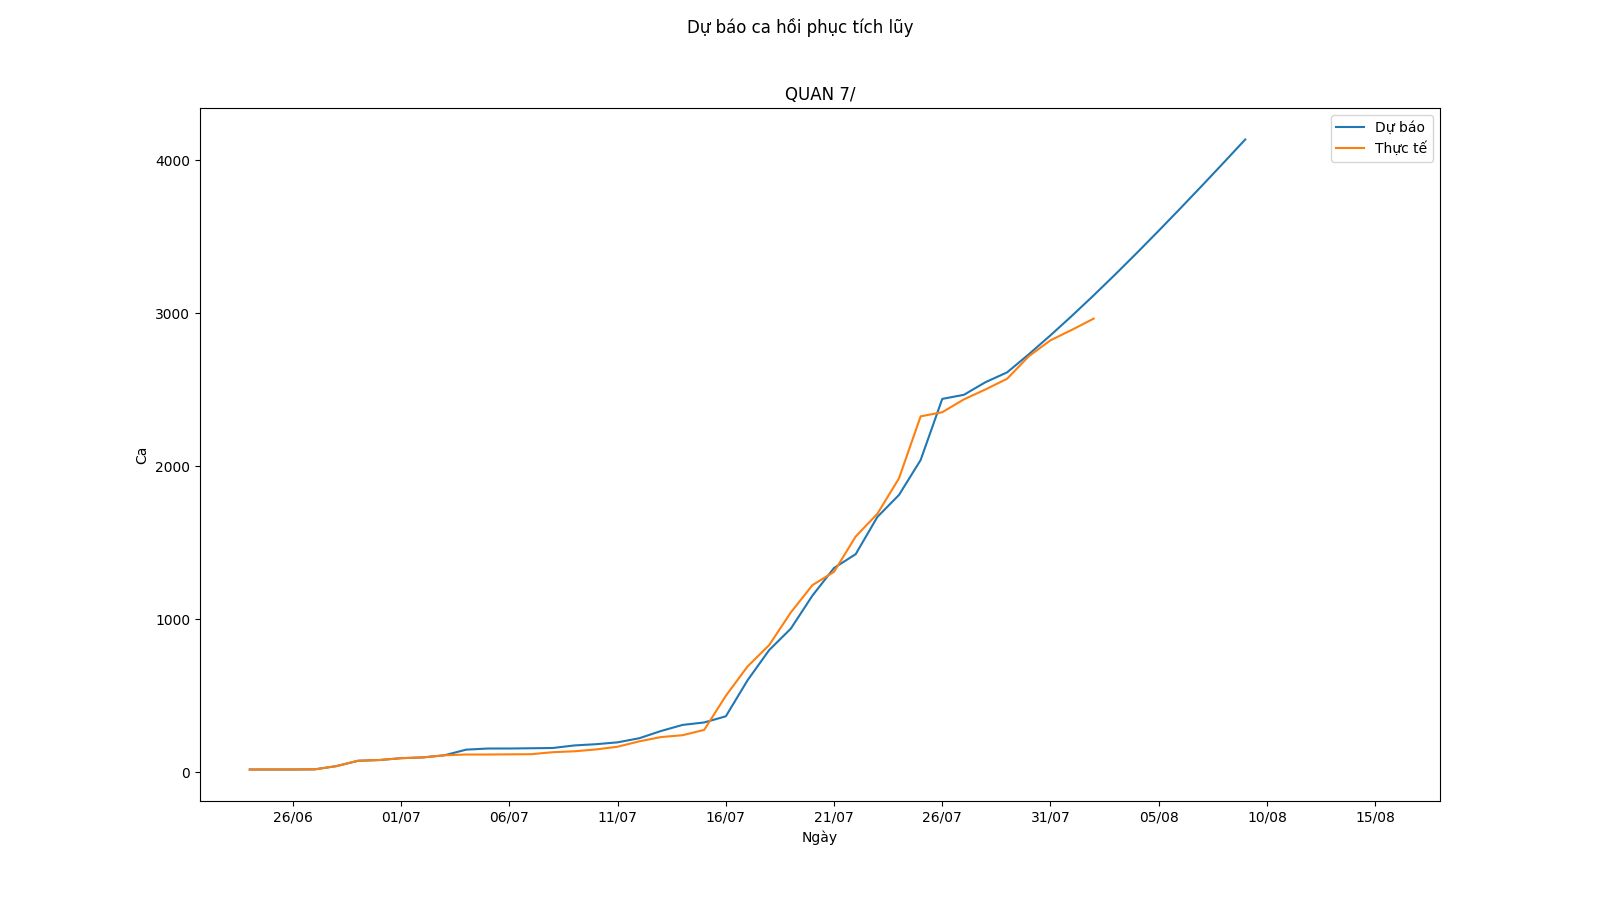 Dự báo ca hồi phục tích lũy
QUAN 7/
Dự báo
Thực tế
4000
3000
2000
1000
0
Ca
26/06
01/07
06/07
11/07
16/07
21/07
26/07
31/07
05/08
10/08
15/08
Ngày